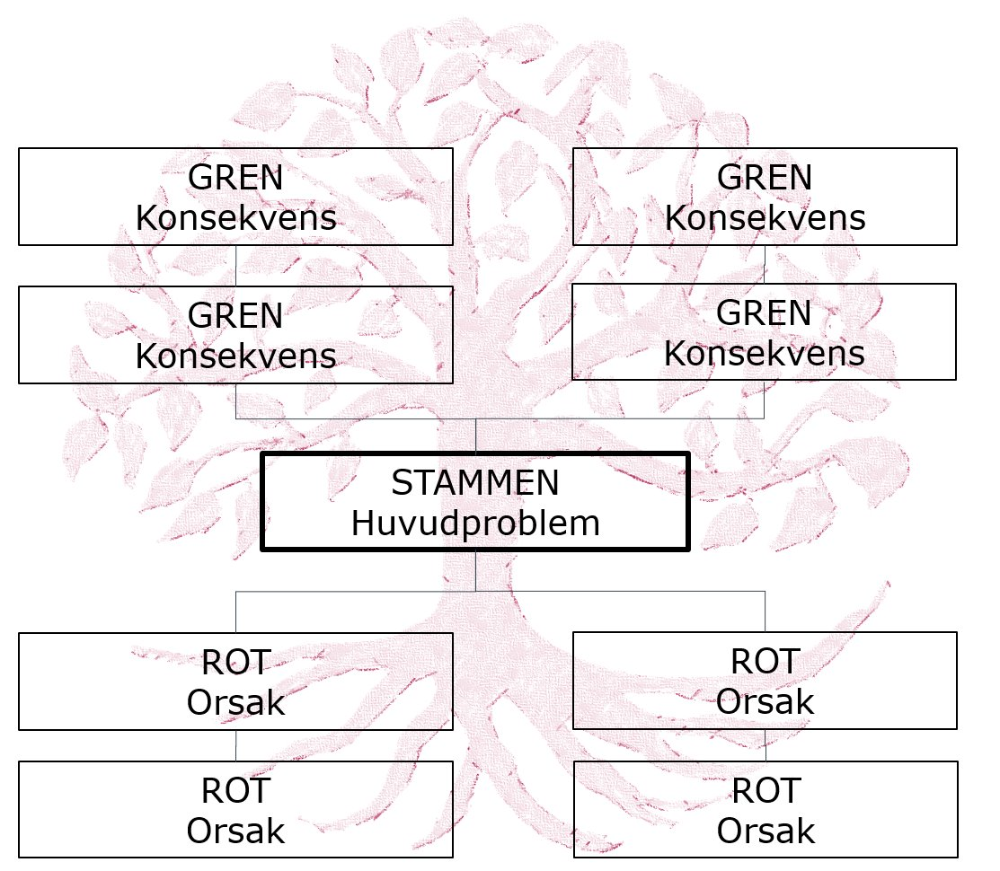 GREN
Konsekvens
GREN
Konsekvens
GREN
Konsekvens
GREN
Konsekvens
STAMMEN
Huvudproblem
ROT
Orsak
ROT
Orsak
ROT
Orsak
ROT
Orsak